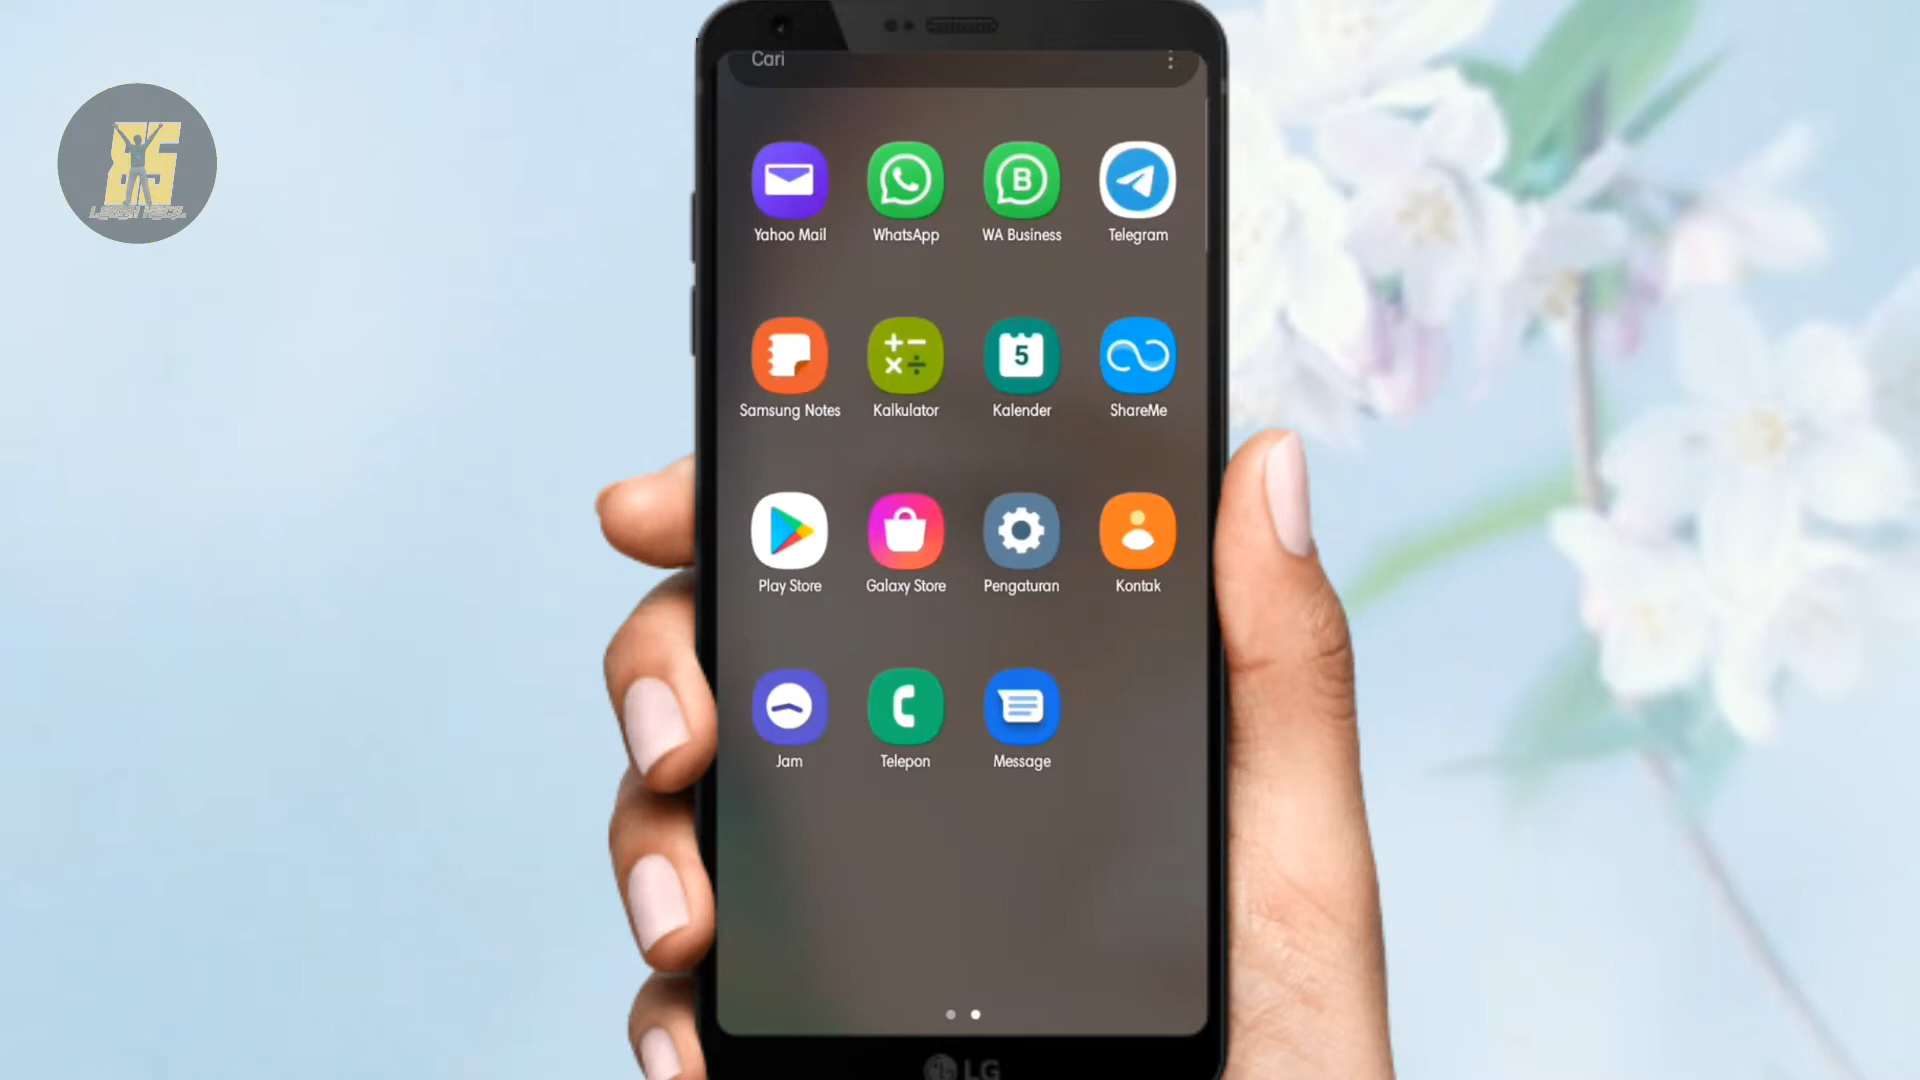 Cari
Yahoo Mail
WhatsApp
WA Business
Telegram
5
Samsung Notes
Kalkulator
Kalender
ShareMe
Play Store
Galaxy Store
Pengaturan
Kontak
Jam
Telepon
Message
LG